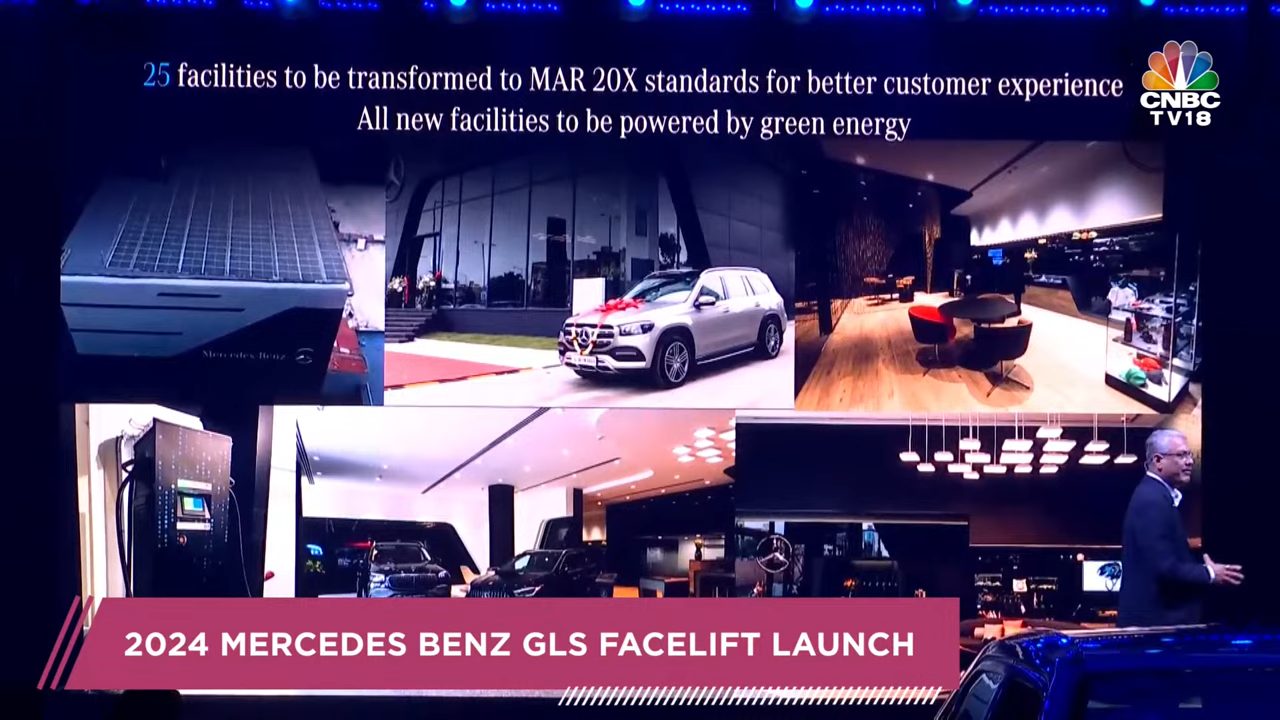 25 facilities to be transformed to MAR 20X standards for better customer experience
All new facilities to be powered by green energy
CNBC
TV18
Mercedes-Benz
2024 MERCEDES BENZ GLS FACELIFT LAUNCH